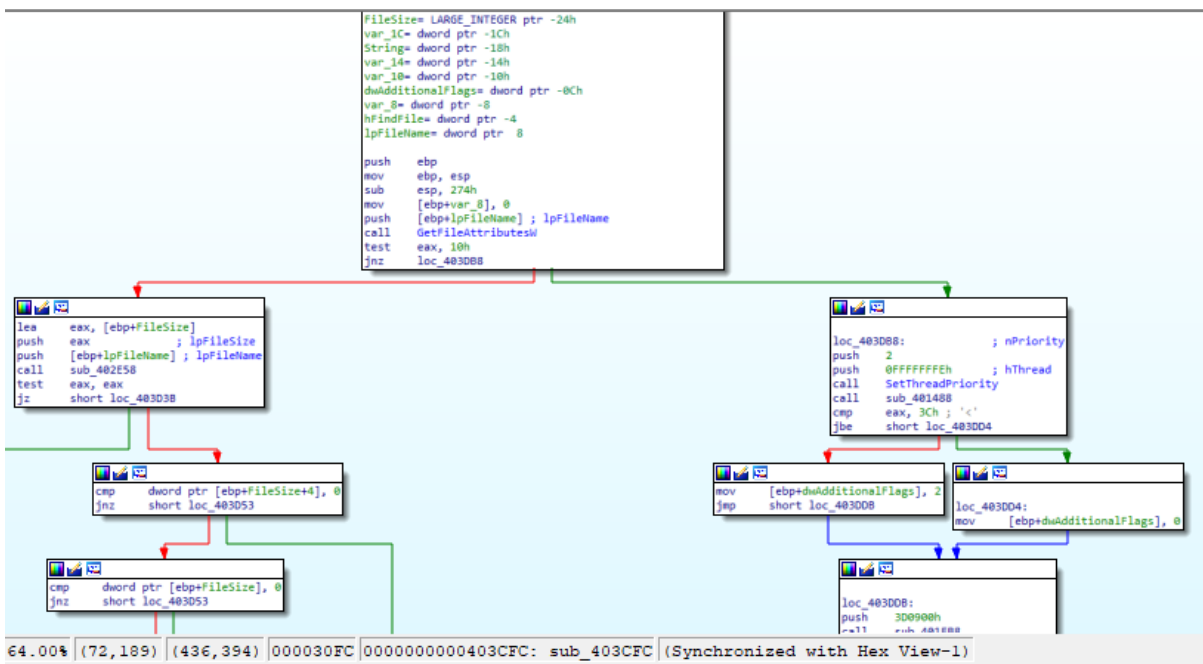 FileSize= LARGE_INTEGER ptr -24h
var_1C= dword ptr -1Ch
String= dword ptr -18h
var_14= dword ptr -14h
var_10= dword ptr -10h
dwAdditionalFlags= dword ptr -0Ch
var_8= dword ptr -8
hFindFile= dword ptr -4
lpFileName= dword ptr 8
push ebp
mov ebp, esp
sub esp, 274h
mov [ebp+var_8], 0
push [ebp+lpFileName] ; lpFileName
call GetFileAttributesW
test eax, 10h
jnz loc_403DB8
lea eax, [ebp+FileSize]
push eax ; lpFileSize
push [ebp+lpFileName] ; lpFileName
call sub_402E58
test eax, eax
jz short loc_403D3B
loc_403DB8: ; nPriority
push 2
push 0FFFFFFFEh ; hThread
call SetThreadPriority
call sub_401488
cmp eax, 3Ch ; '<'
jbe short loc_403DD4
cmp dword ptr [ebp+FileSize+4], 0
jnz short loc_403D53
mov [ebp+dwAdditionalFlags], 2
jmp short loc_403DDB
loc_403DD4:
mov [ebp+dwAdditionalFlags], 0
cmp dword ptr [ebp+FileSize], 0
jnz short loc_403D53
loc_403DDB:
push 3D0900h
call
64.00% (72,189) (436,394) 000030FC 0000000000403CFC: sub_403CFC (Synchronized with Hex View-1)